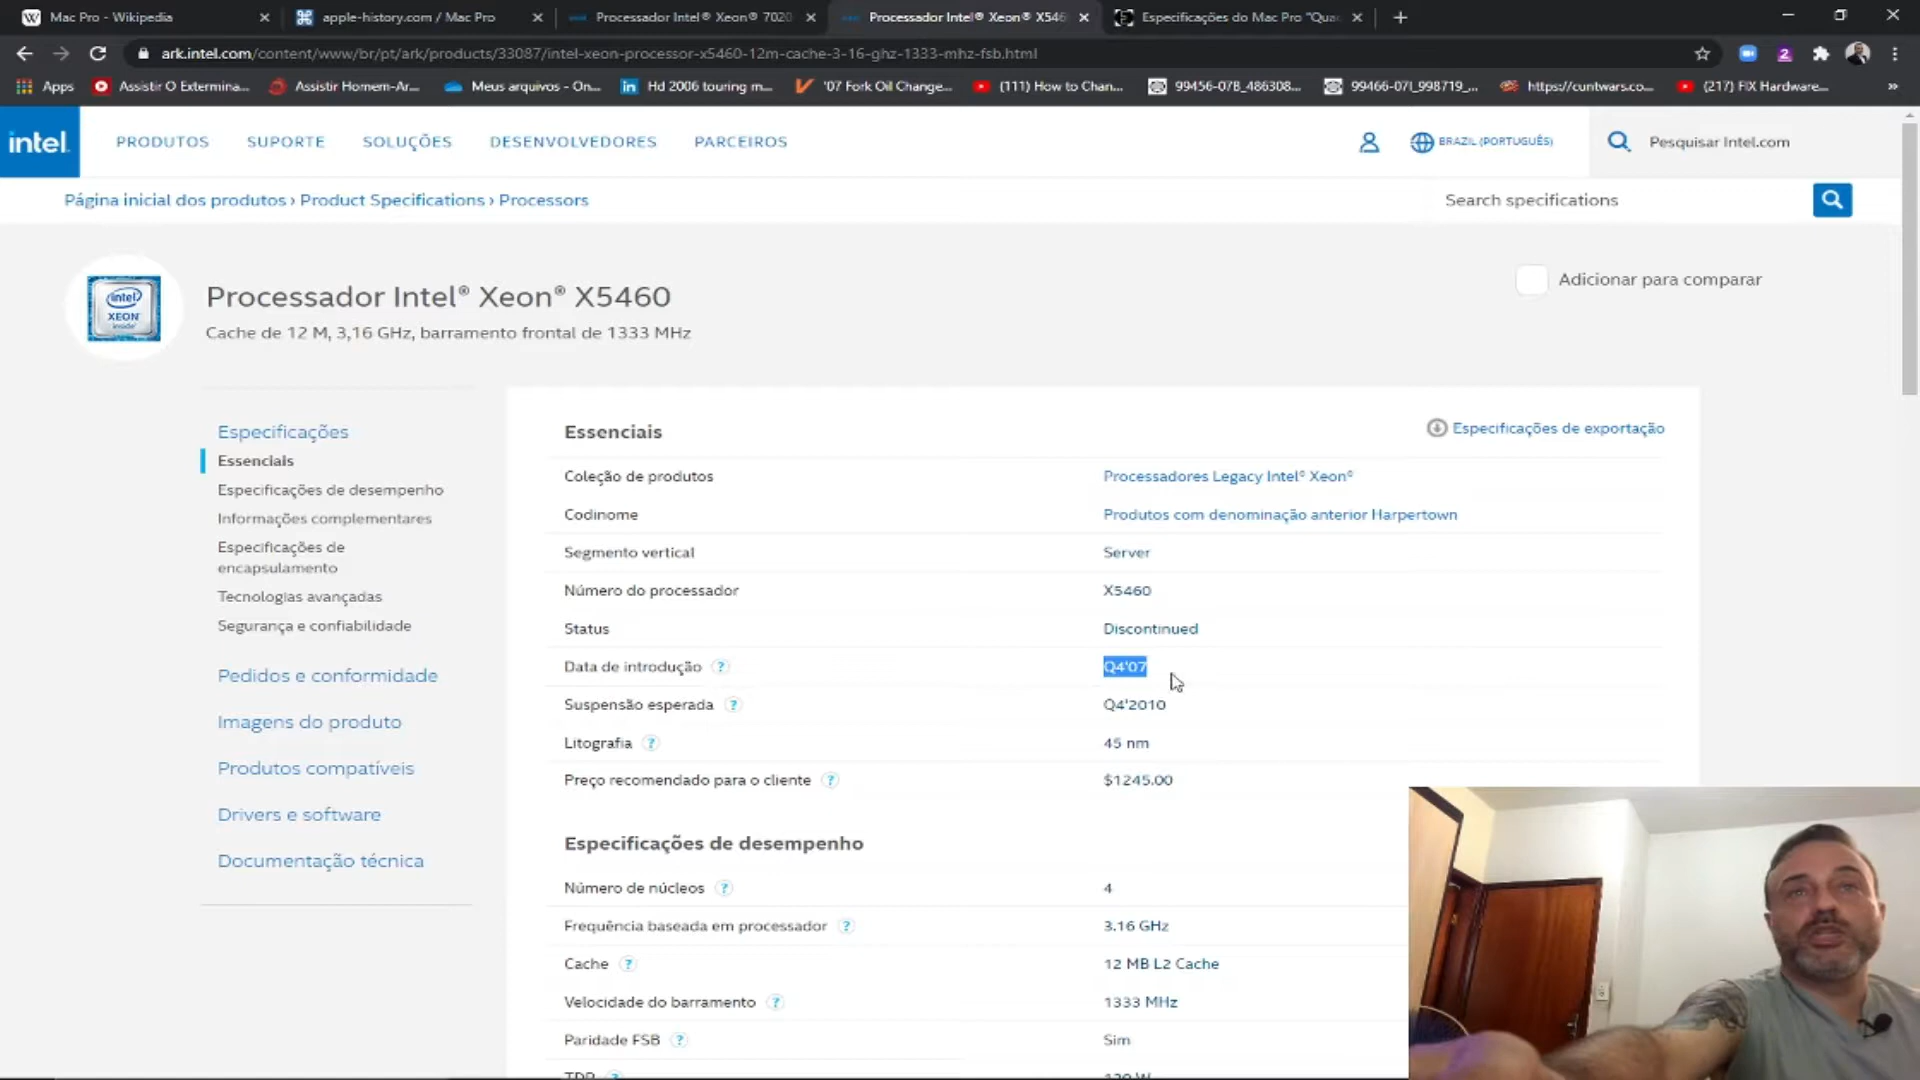 Mac Pro - Wikipedia
apple-history.com / Mac Pro
Processador Intel® Xeon® 7020
Processador Intel® Xeon® X546
Especificações do Mac Pro "Qua
ark.intel.com/content/www/br/pt/ark/products/33087/intel-xeon-processor-x5460-12m-cache-3-16-ghz-1333-mhz-fsb.html
2
Apps
Assistir O Extermina...
Assistir Homem-Ar...
Meus arquivos - On...
Hd 2006 touring m...
'07 Fork Oil Change...
(111) How to Chan...
99456-07B_486308...
99466-07I_998719_...
https://cuntwars.co...
(217) FIX Hardware...
»
intel.
PRODUTOS
SUPORTE
SOLUÇÕES
DESENVOLVEDORES
PARCEIROS
BRAZIL (PORTUGUÊS)
Pesquisar Intel.com
Página inicial dos produtos › Product Specifications › Processors
Search specifications
intel
XEON
inside
Processador Intel® Xeon® X5460
Cache de 12 M, 3,16 GHz, barramento frontal de 1333 MHz
Adicionar para comparar
Especificações
Essenciais
Especificações de desempenho
Informações complementares
Especificações de
encapsulamento
Tecnologias avançadas
Segurança e confiabilidade
Pedidos e conformidade
Imagens do produto
Produtos compatíveis
Drivers e software
Documentação técnica
Essenciais
Especificações de exportação
Coleção de produtos
Processadores Legacy Intel® Xeon®
Codinome
Produtos com denominação anterior Harpertown
Segmento vertical
Server
Número do processador
X5460
Status
Discontinued
Data de introdução ?
Q4'07
Suspensão esperada ?
Q4'2010
Litografia ?
45 nm
Preço recomendado para o cliente ?
$1245.00
Especificações de desempenho
Número de núcleos ?
4
Frequência baseada em processador ?
3.16 GHz
Cache ?
12 MB L2 Cache
Velocidade do barramento ?
1333 MHz
Paridade FSB ?
Sim
TDP ?
120 W